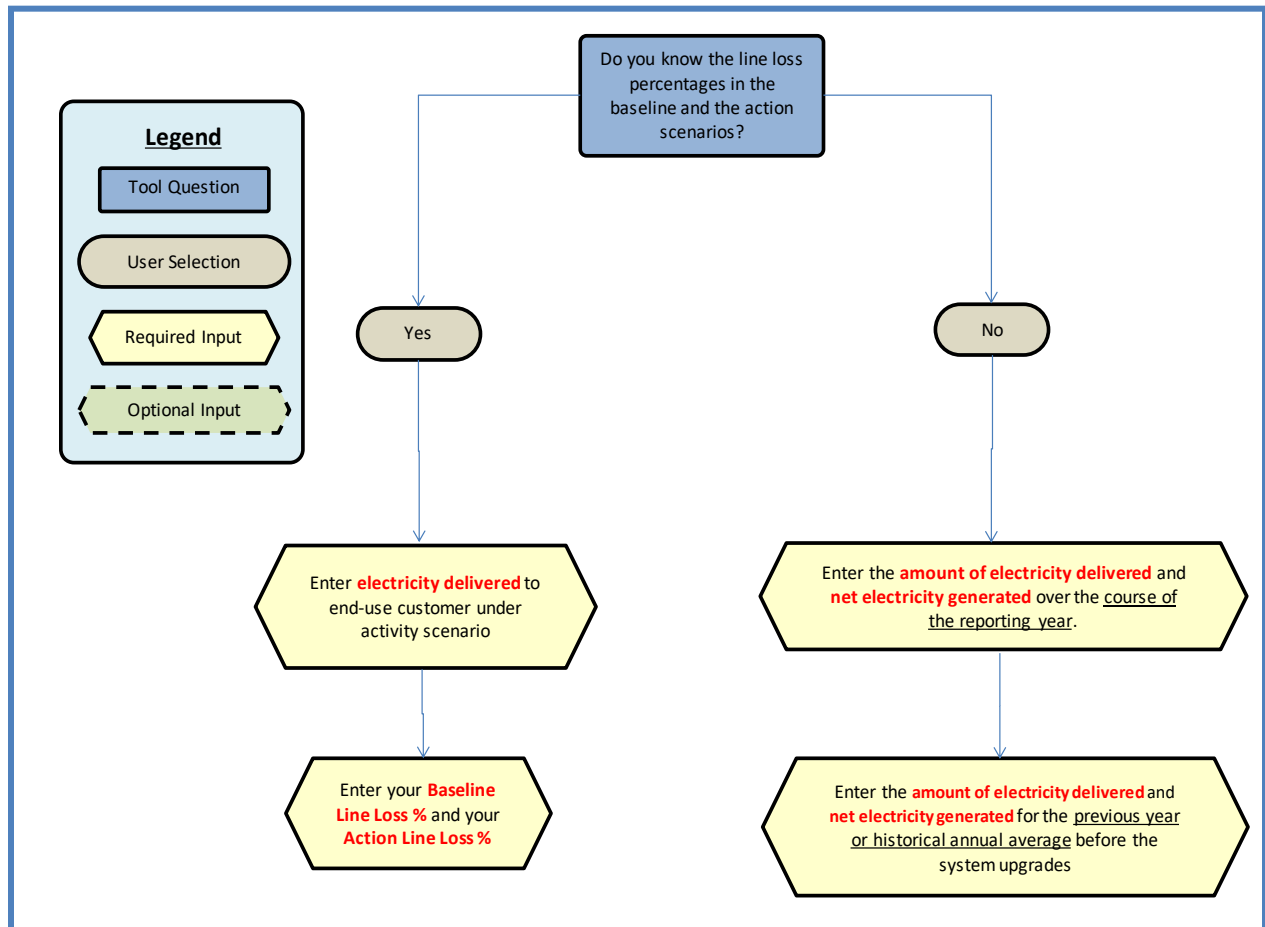 Do you know the line loss
percentages in the
baseline and the action
scenarios?
Legend
Tool Question
User Selection
Required Input
Optional Input
Yes
No
Enter electricity delivered to
end-use customer under
activity scenario
Enter the amount of electricity delivered and
net electricity generated over the course of
the reporting year.
Enter your Baseline
Line Loss % and your
Action Line Loss %
Enter the amount of electricity delivered and
net electricity generated for the previous year
or historical annual average before the
system upgrades